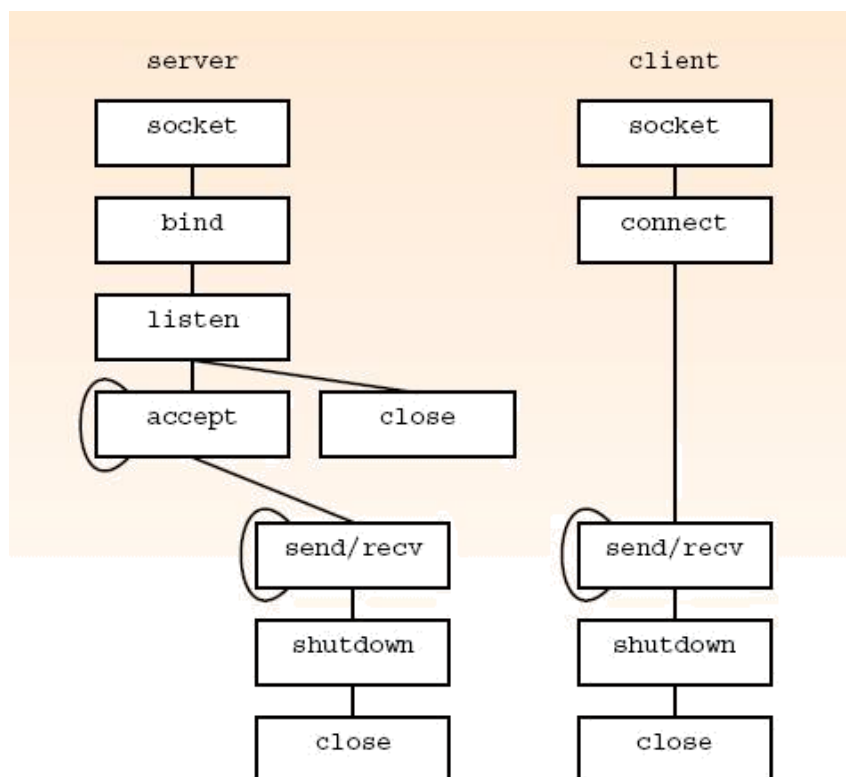 server
client
socket
socket
bind
connect
listen
accept
close
send/recv
send/recv
shutdown
shutdown
close
close